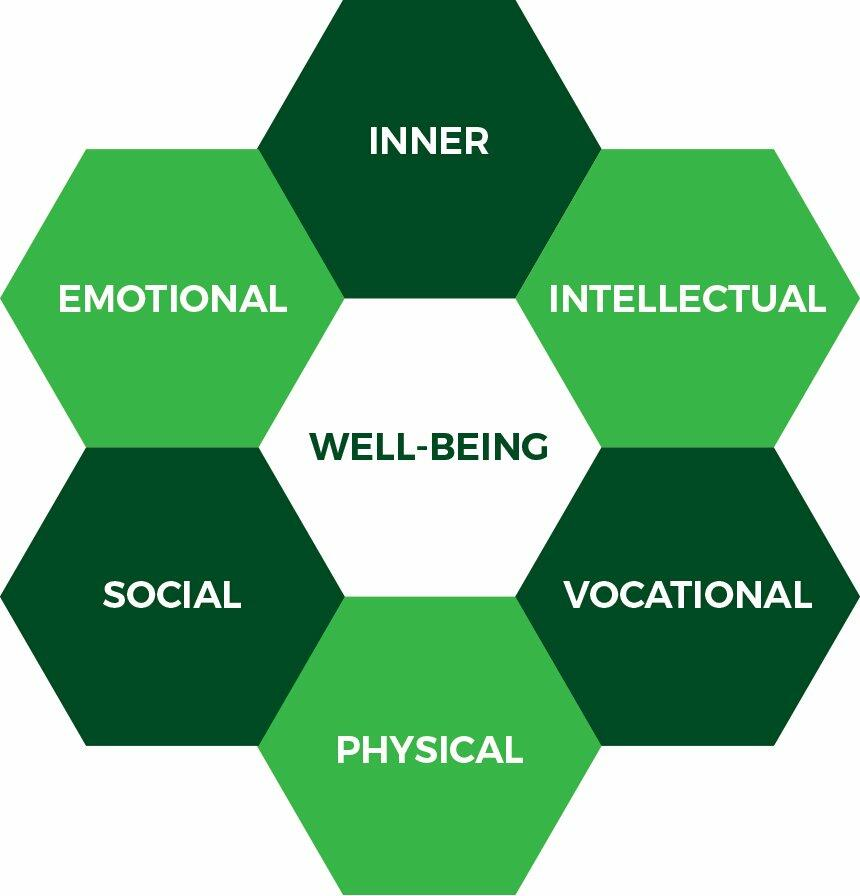 INNER
EMOTIONAL
INTELLECTUAL
WELL-BEING
SOCIAL
VOCATIONAL
PHYSICAL